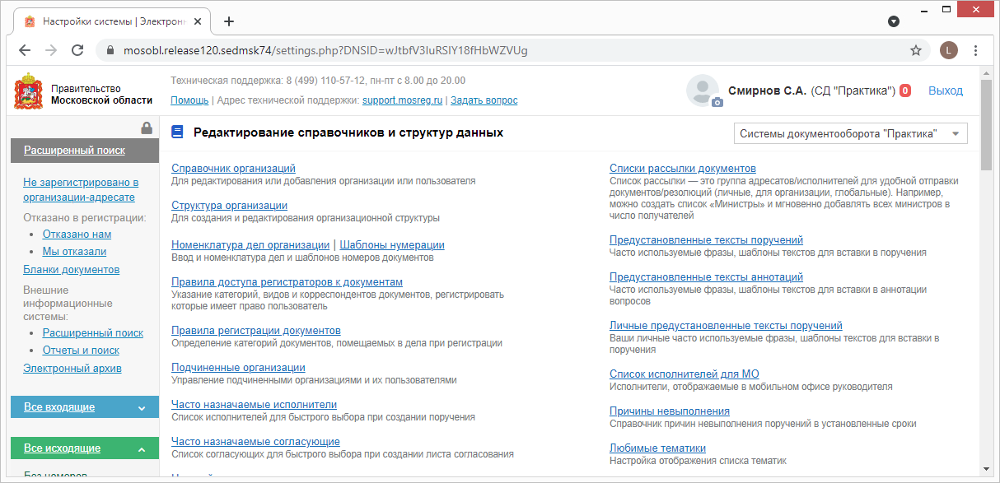 Настройки системы | Электрон
mosobl.release120.sedmsk74/settings.php?DNSID=wJtbfV3IuRSIY18fHbWZVUg
L
Правительство
Московской области
Техническая поддержка: 8 (499) 110-57-12, пн-пт с 8.00 до 20.00
Помощь | Адрес технической поддержки: support.mosreg.ru | Задать вопрос
Смирнов С.А. (СД "Практика") 0 Выход
Расширенный поиск
Не зарегистрировано в
организации-адресате
Отказано в регистрации:
• Отказано нам
• Мы отказали
Бланки документов
Внешние
информационные
системы:
• Расширенный поиск
• Отчеты и поиск
Электронный архив
Все входящие
Все исходящие
Без номеров
Редактирование справочников и структур данных
Системы документооборота "Практика"
Справочник организаций
Для редактирования или добавления организации или пользователя
Структура организации
Для создания и редактирования организационной структуры
Номенклатура дел организации | Шаблоны нумерации
Ввод и номенклатура дел и шаблонов номеров документов
Правила доступа регистраторов к документам
Указание категорий, видов и корреспондентов документов, регистрировать
которые имеет право пользователь
Правила регистрации документов
Определение категорий документов, помещаемых в дела при регистрации
Подчиненные организации
Управление подчиненными организациями и их пользователями
Часто назначаемые исполнители
Список исполнителей для быстрого выбора при создании поручения
Часто назначаемые согласующие
Список согласующих для быстрого выбора при создании листа согласования
Списки рассылки документов
Список рассылки — это группа адресатов/исполнителей для удобной отправки
документы/резолюций (личные, для организации, глобальные). Например,
можно создать список «Министры» и мгновенно добавлять всех министров в
число получателей
Предустановленные тексты поручений
Часто используемые фразы, шаблоны текстов для вставки в поручения
Предустановленные тексты аннотаций
Часто используемые фразы, шаблоны текстов для вставки в аннотации
вопросов
Личные предустановленные тексты поручений
Ваши личные часто используемые фразы, шаблоны текстов для вставки в
поручения
Список исполнителей для МО
Исполнители, отображаемые в мобильном офисе руководителя
Причины невыполнения
Справочник причин невыполнения поручений в установленные сроки
Любимые тематики
Настройка отображения списка тематик